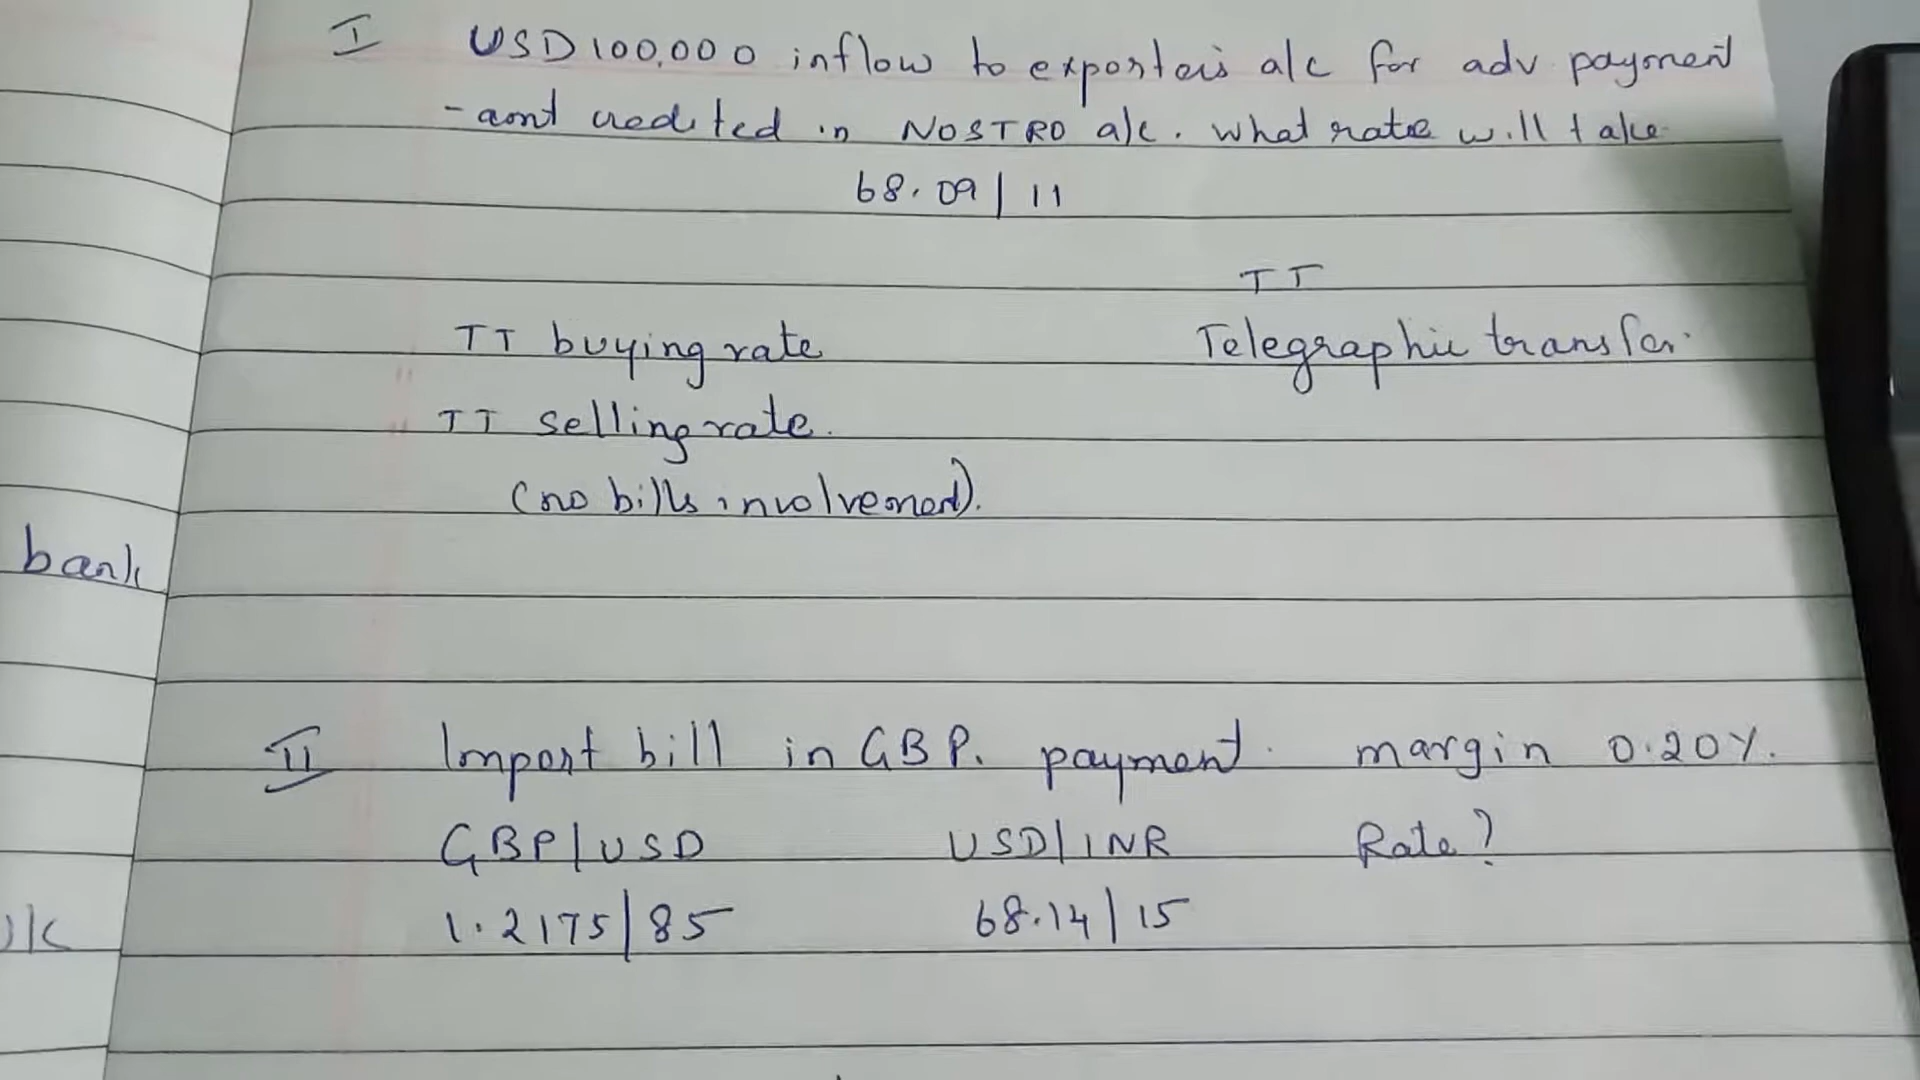 I USD 100,000 inflow to exporters a/c for adv payment
- amt credited in NOSTRO a/c. What rate will take
68.09 | 11
TT
TT buying rate Telegraphic transfer.
TT selling rate.
(no bills involvement).
bank
II Import bill in GBP. payment. margin 0.20%.
GBP/USD USD/INR Rate?
1.2175/85 68.14/15